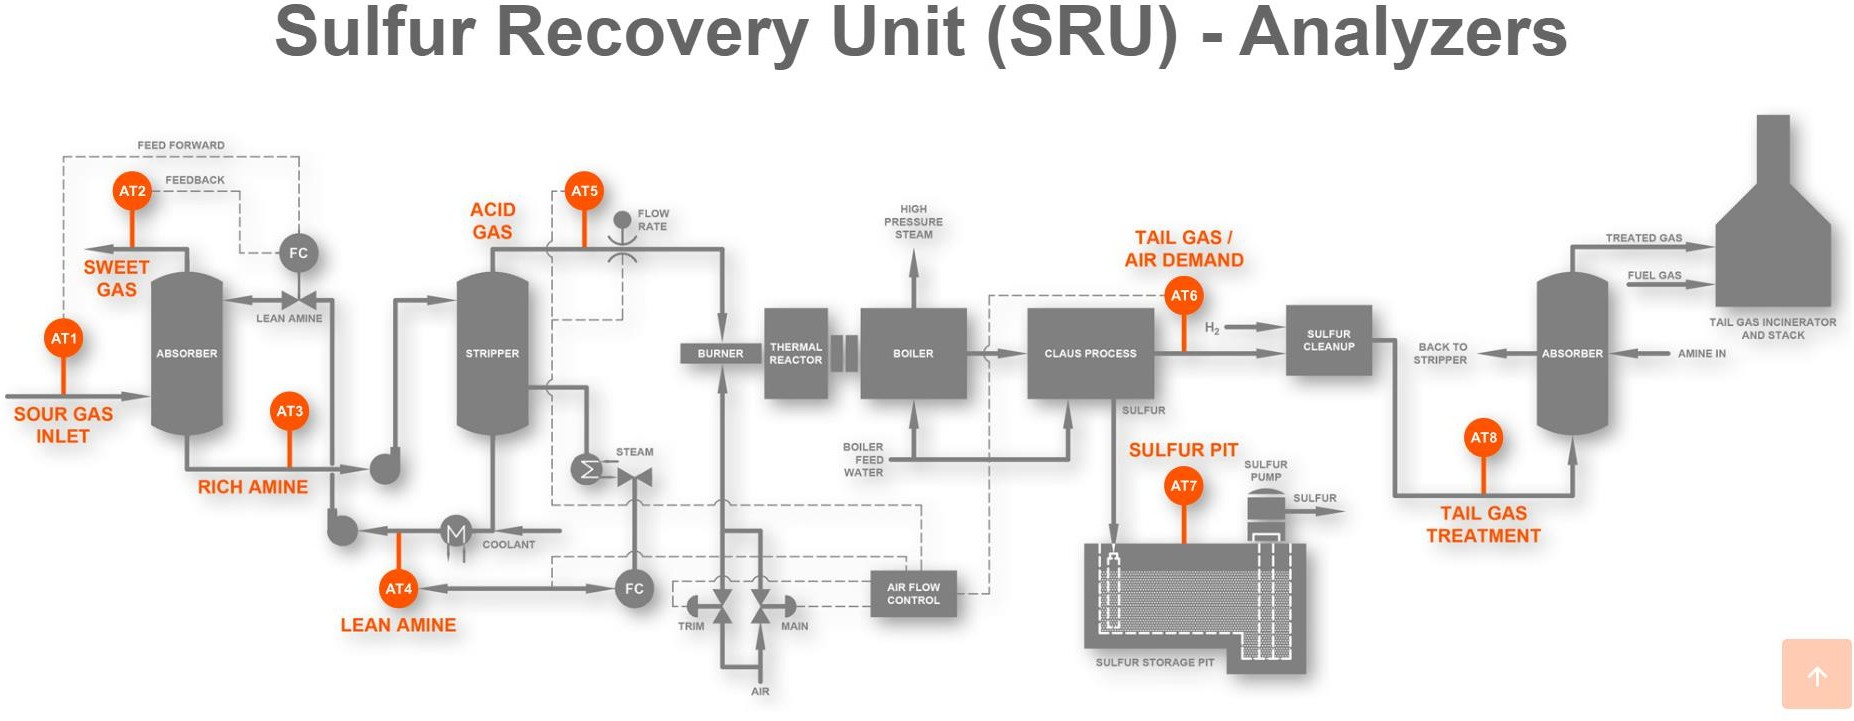 Sulfur Recovery Unit (SRU) - Analyzers
FEED FORWARD
AT2
FEEDBACK
FC
SWEET
GAS
LEAN AMINE
AT1
ABSORBER
SOUR GAS
INLET
AT3
RICH AMINE
ACID
GAS
AT5
FLOW
RATE
STRIPPER
STEAM
COOLANT
AT4
LEAN AMINE
FC
BURNER
THERMAL
REACTOR
HIGH
PRESSURE
STEAM
BOILER
BOILER
FEED
WATER
TRIM
MAIN
AIR
AIR FLOW
CONTROL
TAIL GAS /
AIR DEMAND
AT6
CLAUS PROCESS
H2
SULFUR
CLEANUP
SULFUR
SULFUR PIT
AT7
SULFUR
PUMP
SULFUR
SULFUR STORAGE PIT
AT8
TAIL GAS
TREATMENT
BACK TO
STRIPPER
ABSORBER
AMINE IN
TREATED GAS
FUEL GAS
TAIL GAS INCINERATOR
AND STACK